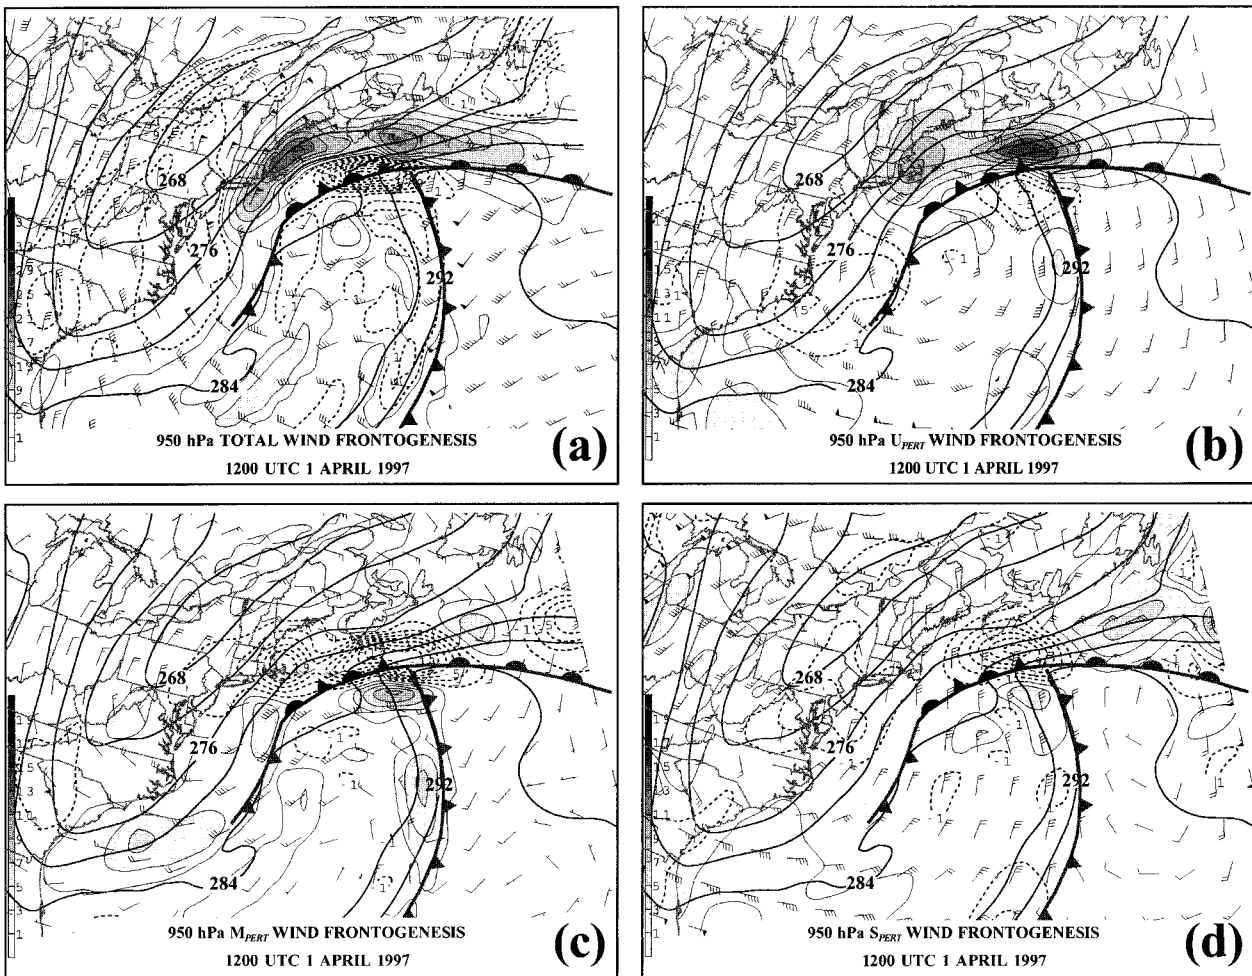 268
276
292
284
950 hPa TOTAL WIND FRONTOGENESIS
1200 UTC 1 APRIL 1997
(a)
268
276
292
284
950 hPa U_PERT WIND FRONTOGENESIS
1200 UTC 1 APRIL 1997
(b)
268
276
292
284
950 hPa M_PERT WIND FRONTOGENESIS
1200 UTC 1 APRIL 1997
(c)
268
276
292
284
950 hPa S_PERT WIND FRONTOGENESIS
1200 UTC 1 APRIL 1997
(d)